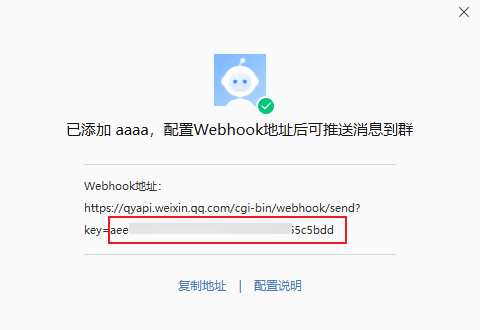 已添加 aaaa，配置Webhook地址后可推送消息到群
Webhook地址：
https://qyapi.weixin.qq.com/cgi-bin/webhook/send?
key=aee 5c5bdd
复制地址 | 配置说明